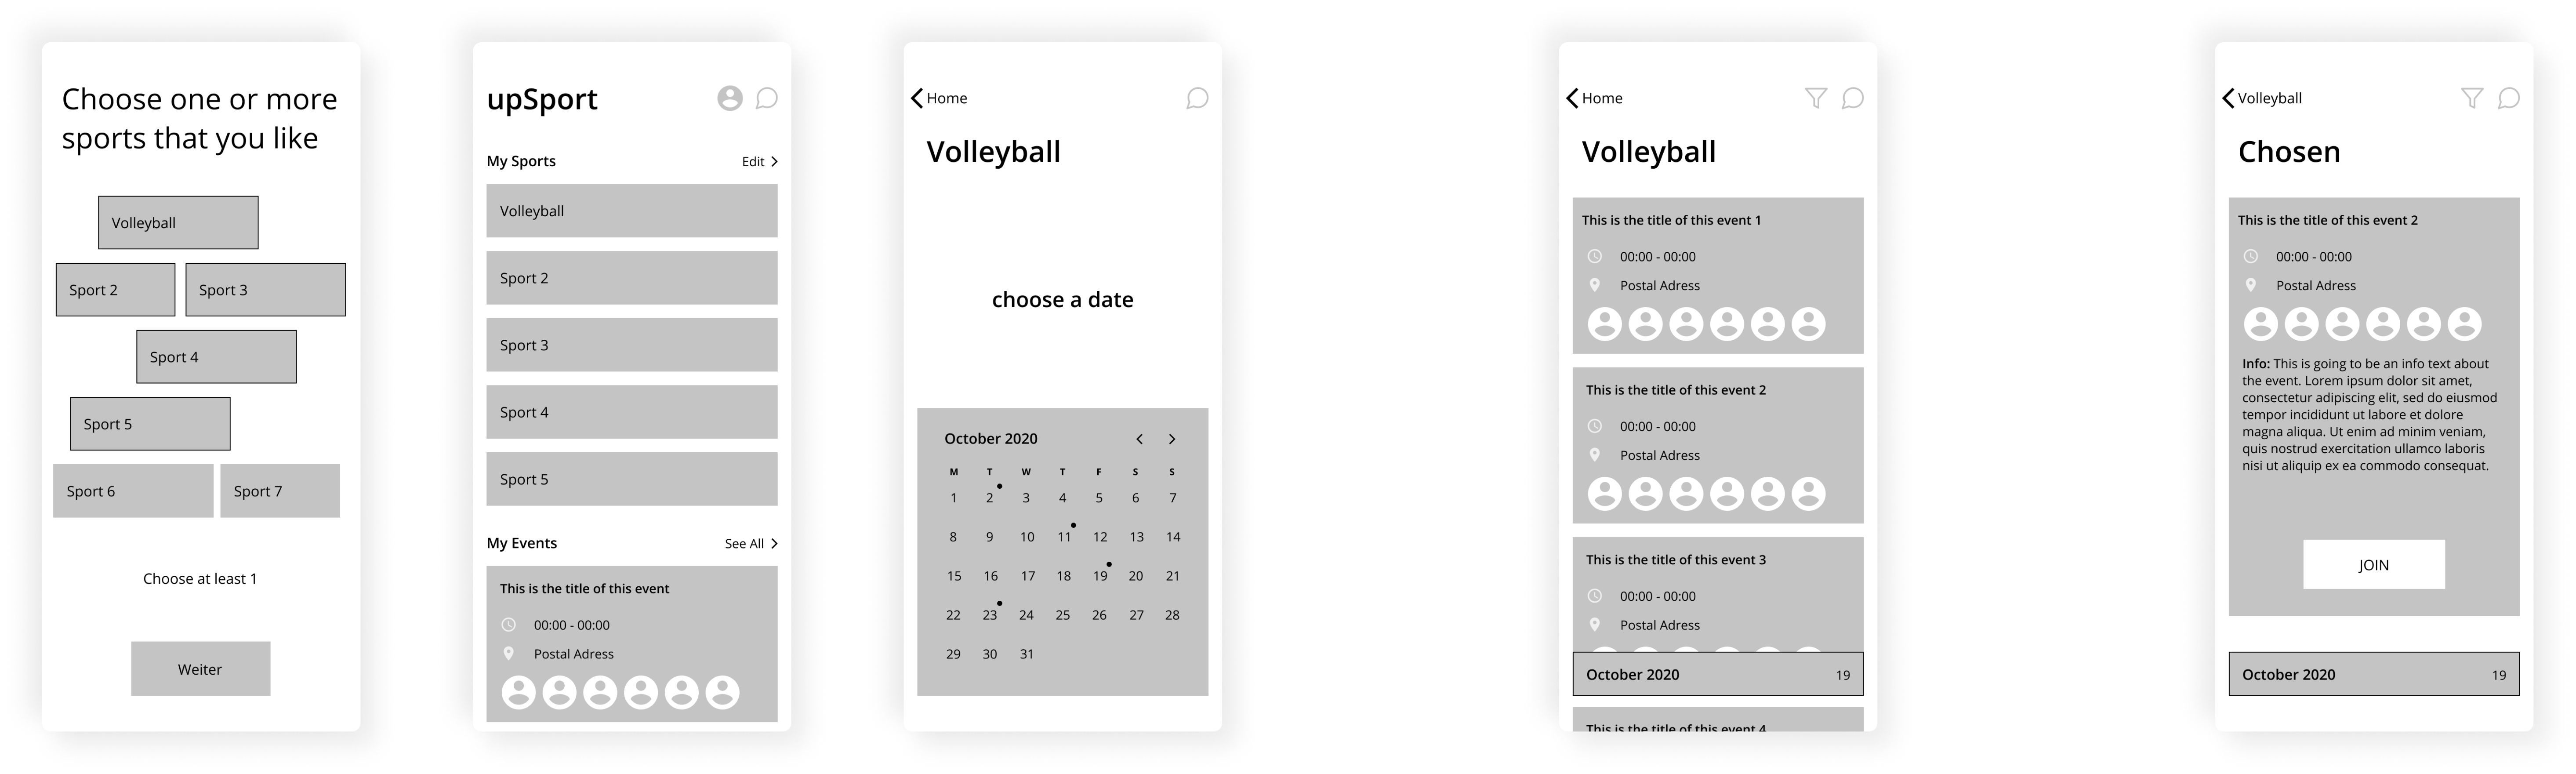 Choose one or more
sports that you like
Volleyball
Sport 2
Sport 3
Sport 4
Sport 5
Sport 6
Sport 7
Choose at least 1
Weiter
upSport
My Sports
Edit
Volleyball
Sport 2
Sport 3
Sport 4
Sport 5
My Events
See All
This is the title of this event
00:00 - 00:00
Postal Adress
Home
Volleyball
choose a date
October 2020
M T W T F S S
1 2 3 4 5 6 7
8 9 10 11 12 13 14
15 16 17 18 19 20 21
22 23 24 25 26 27 28
29 30 31
Home
Volleyball
This is the title of this event 1
00:00 - 00:00
Postal Adress
This is the title of this event 2
00:00 - 00:00
Postal Adress
This is the title of this event 3
00:00 - 00:00
Postal Adress
October 2020 19
This is the title of this event 4
Volleyball
Chosen
This is the title of this event 2
00:00 - 00:00
Postal Adress
Info: This is going to be an info text about
the event. Lorem ipsum dolor sit amet,
consectetur adipiscing elit, sed do eiusmod
tempor incididunt ut labore et dolore
magna aliqua. Ut enim ad minim veniam,
quis nostrud exercitation ullamco laboris
nisi ut aliquip ex ea commodo consequat.
JOIN
October 2020 19